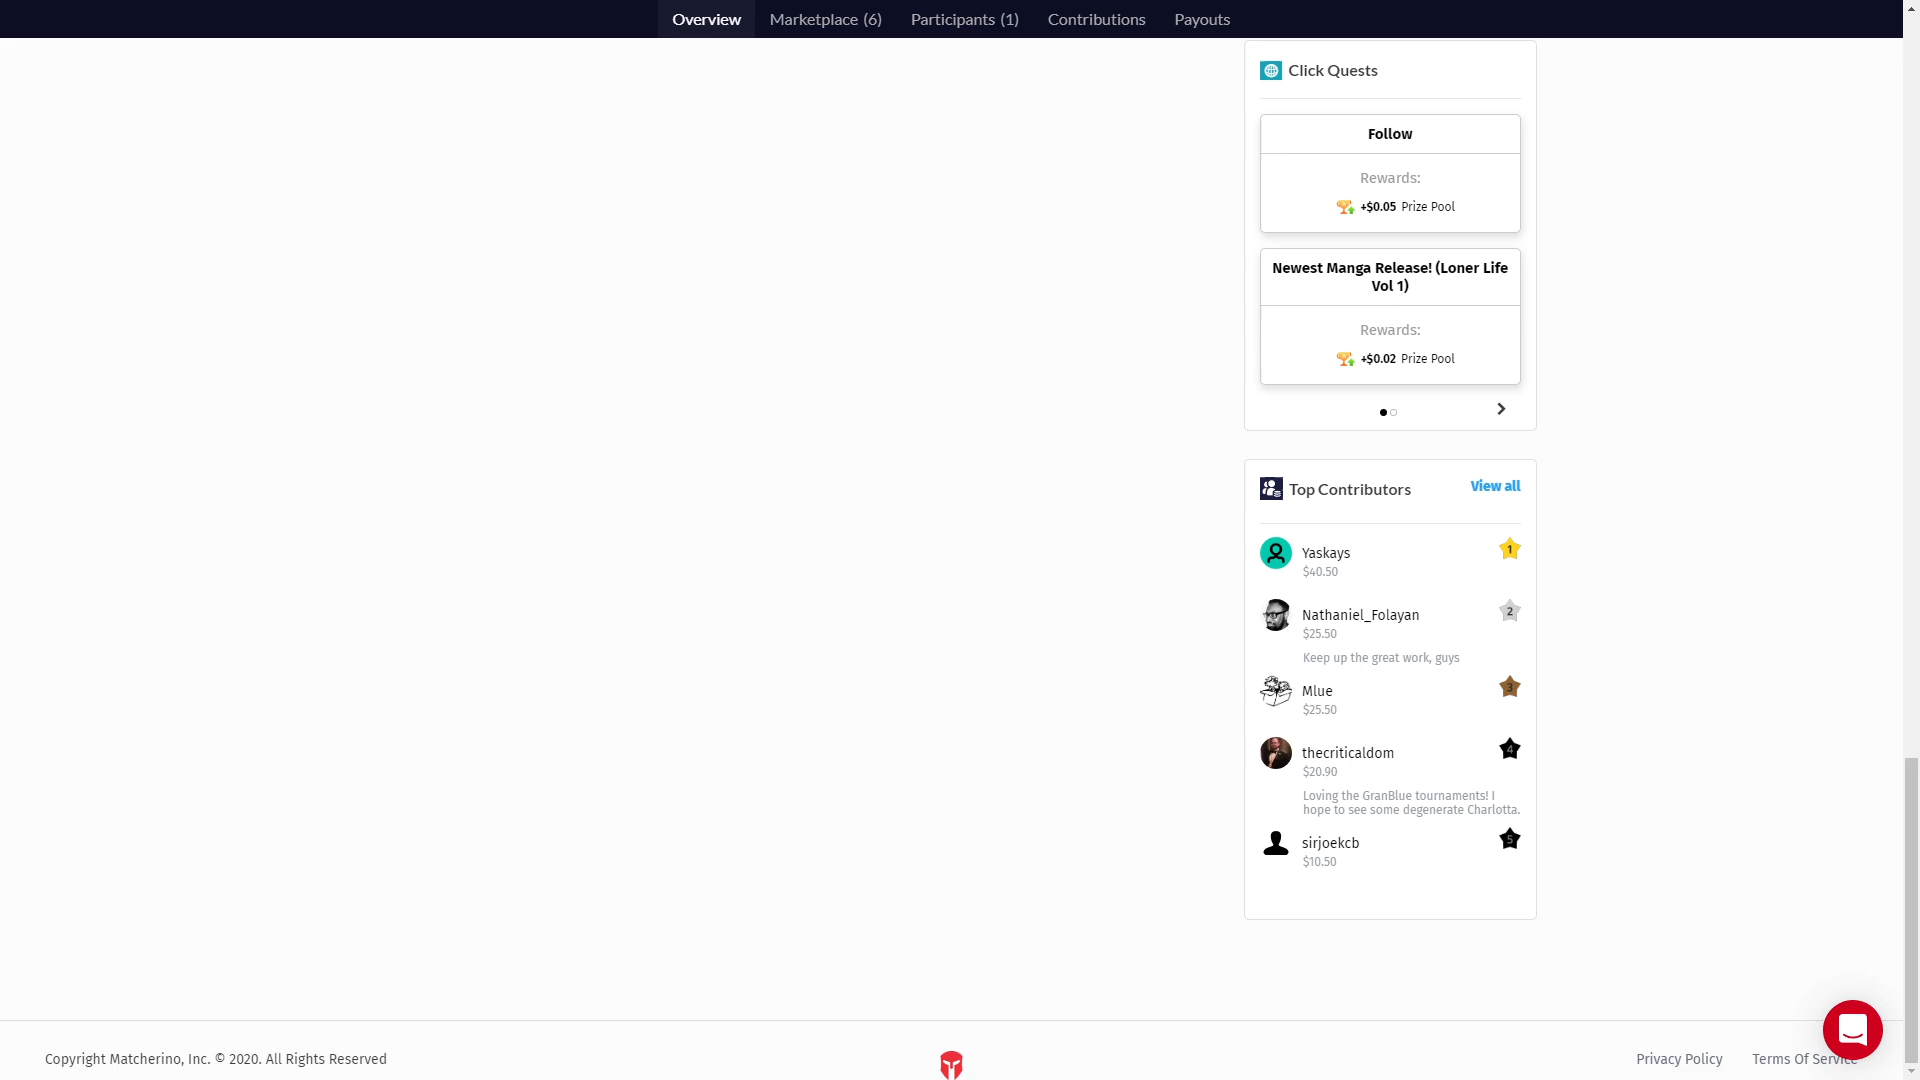 Overview
Marketplace (6)
Participants (1)
Contributions
Payouts
Click Quests
Follow
Rewards:
+$0.05 Prize Pool
Newest Manga Release! (Loner Life
Vol 1)
Rewards:
+$0.02 Prize Pool
Top Contributors
View all
Yaskays
1
$40.50
Nathaniel_Folayan
2
$25.50
Keep up the great work, guys
Mlue
3
$25.50
thecriticaldom
4
$20.90
Loving the GranBlue tournaments! I
hope to see some degenerate Charlotta.
sirjoekcb
5
$10.50
Copyright Matcherino, Inc. © 2020. All Rights Reserved
Privacy Policy
Terms Of Service